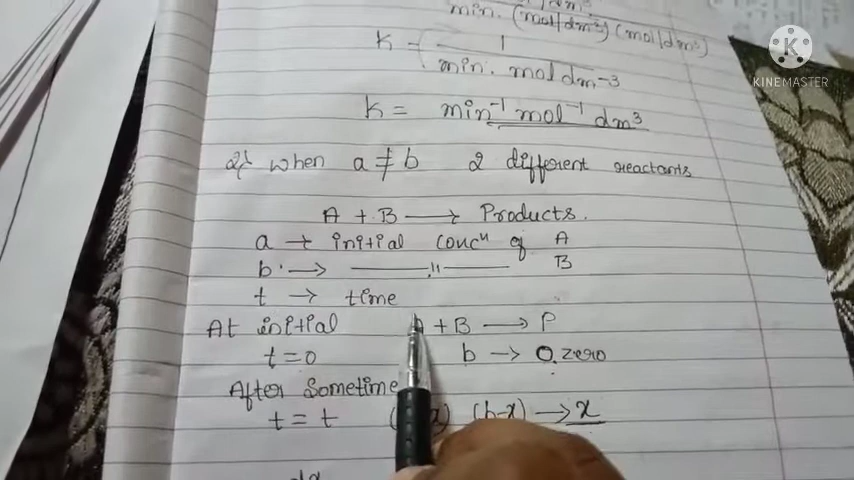 min. (mol/dm³) (mol/dm³)
K = 1
min. mol dm-3
K = min⁻¹ mol⁻¹ dm³
KINEMASTER
2} when a ≠ b 2 different reactants
A + B → Products.
a → initial concⁿ of A
b → —— 11 —— B
t → time
At initial + B → P
t = 0 b → 0. zero
After Sometime
t = t (b-x) → x